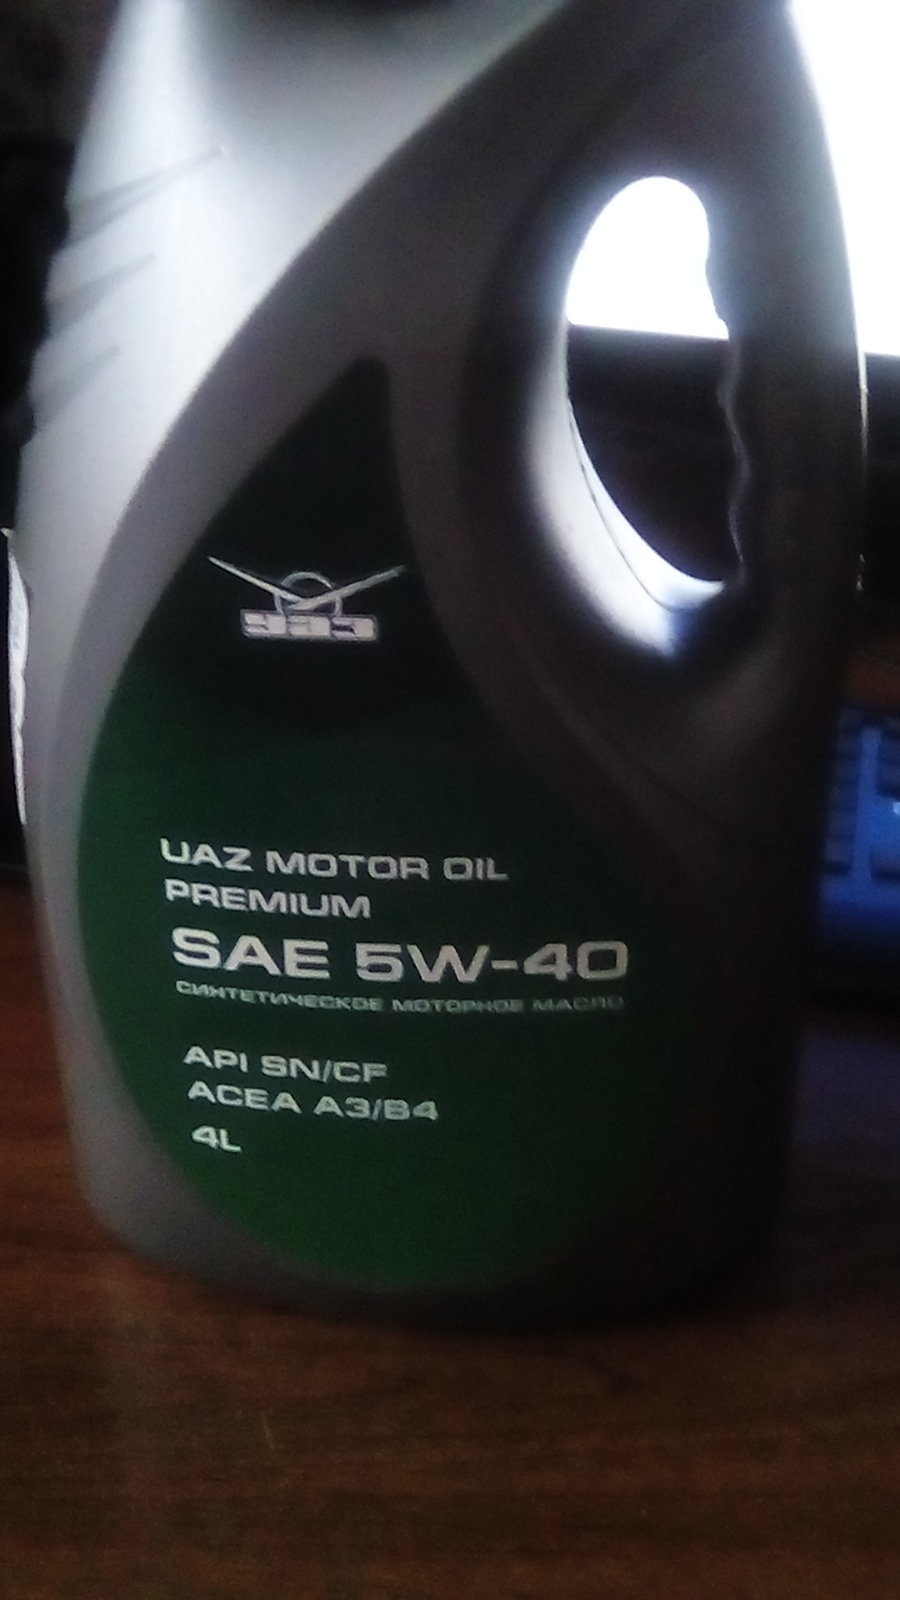 УАЗ
UAZ MOTOR OIL
PREMIUM
SAE 5W-40
СИНТЕТИЧЕСКОЕ МОТОРНОЕ МАСЛО
API SN/CF
ACEA A3/B4
4L